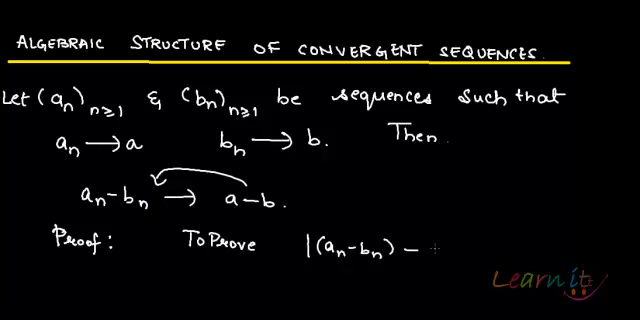 ALGEBRAIC STRUCTURE OF CONVERGENT SEQUENCES.
Let (aₙ)ₙ≥₁ & (bₙ)ₙ≥₁ be sequences such that
aₙ → a bₙ → b. Then
aₙ-bₙ → a-b.
Proof: To Prove |(aₙ-bₙ) -
Learnit